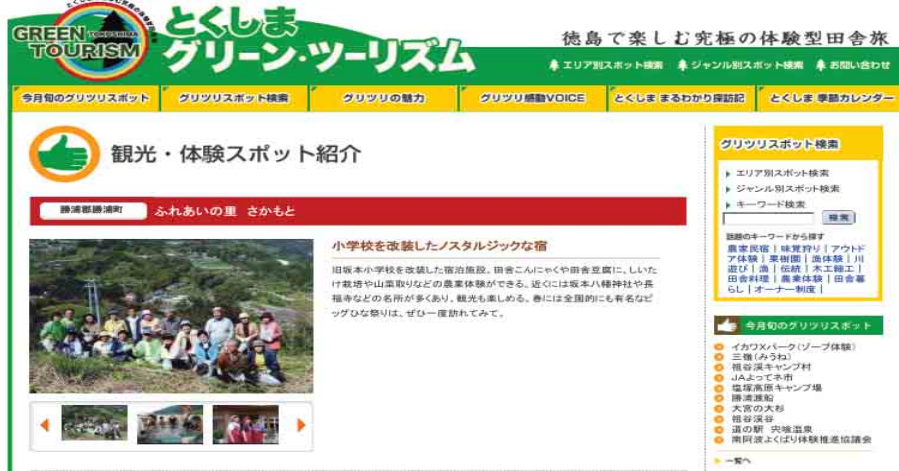 GREEN
TOKUSHIMA
TOURISM
とくしま
グリーン・ツーリズム
徳島で楽しむ究極の体験型田舎旅
エリア別スポット検索 ジャンル別スポット検索 お問い合わせ
今月旬のグリツリスポット グリツリスポット検索 グリツリの魅力 グリツリ感動VOICE とくしま まるわかり探訪記 とくしま 季節カレンダー
観光・体験スポット紹介
勝浦郡勝浦町 ふれあいの里 さかもと
小学校を改装したノスタルジックな宿
旧坂本小学校を改装した宿泊施設。田舎こんにゃくや田舎豆腐に、しいた
け栽培や山菜取りなどの農業体験ができる。近くには坂本八幡神社や長
福寺などの名所が多くあり、観光も楽しめる。春には全国的にも有名なビ
ッグひな祭りは、ぜひ一度訪れてみて。
グリツリスポット検索
エリア別スポット検索
ジャンル別スポット検索
キーワード検索
検索
話題のキーワードから探す
農家民宿 | 味覚狩り | アウトド
ア体験 | 果樹園 | 漁体験 | 川
遊び | 漁 | 伝統 | 木工細工 |
田舎料理 | 農業体験 | 田舎暮
らし | オーナー制度 |
今月旬のグリツリスポット
イカワXパーク(ソープ体験)
三嶺(みうね)
祖谷渓キャンプ村
JAよってネ市
塩塚高原キャンプ場
勝浦渡船
大宮の大杉
祖谷渓谷
道の駅 宍喰温泉
南阿波よくばり体験推進協議会
一覧へ